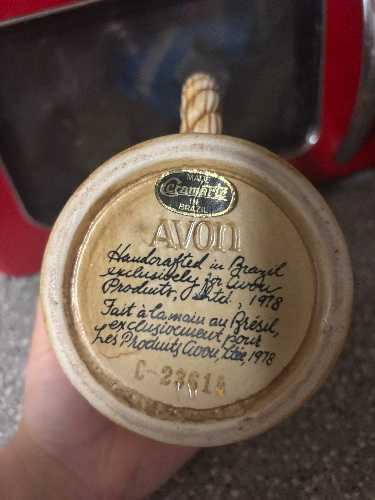 MADE
Ceramarte
IN
BRAZIL
AVON
Handcrafted in Brazil
exclusively for Avon
Products, Ltd., 1978
Fait à la main au Brésil,
exclusivement pour
Les Produits Avon, Ltée, 1978
C-23614